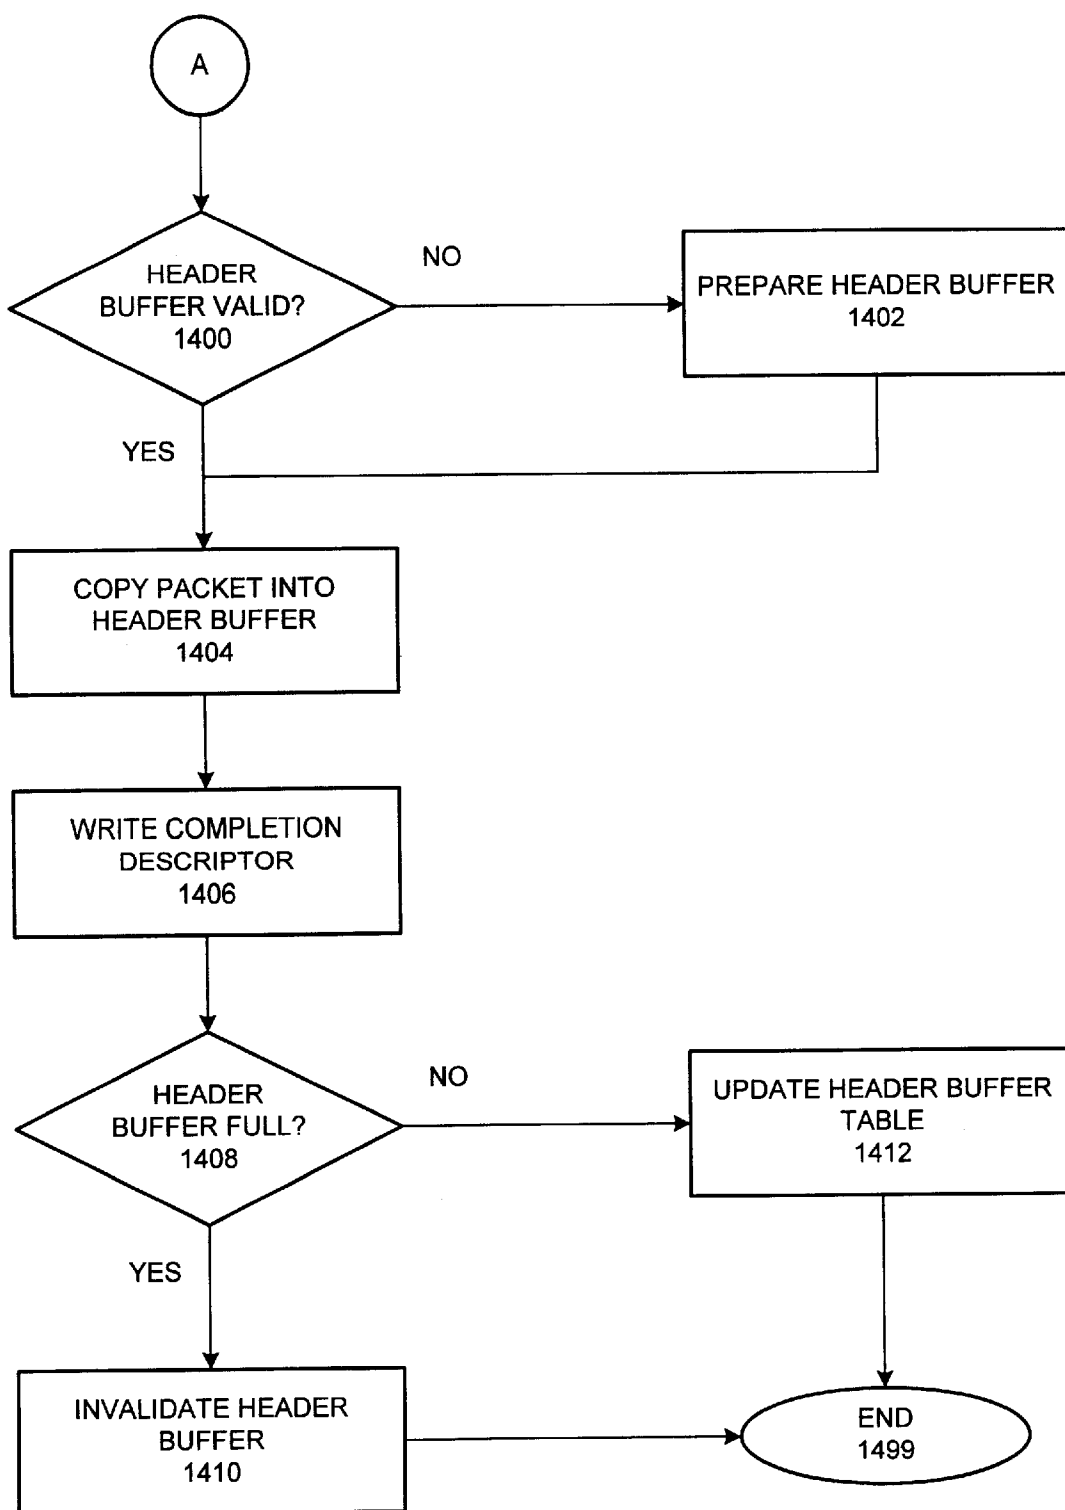 A
HEADER
BUFFER VALID?
1400
NO
PREPARE HEADER BUFFER
1402
YES
COPY PACKET INTO
HEADER BUFFER
1404
WRITE COMPLETION
DESCRIPTOR
1406
HEADER
BUFFER FULL?
1408
NO
UPDATE HEADER BUFFER
TABLE
1412
YES
INVALIDATE HEADER
BUFFER
1410
END
1499